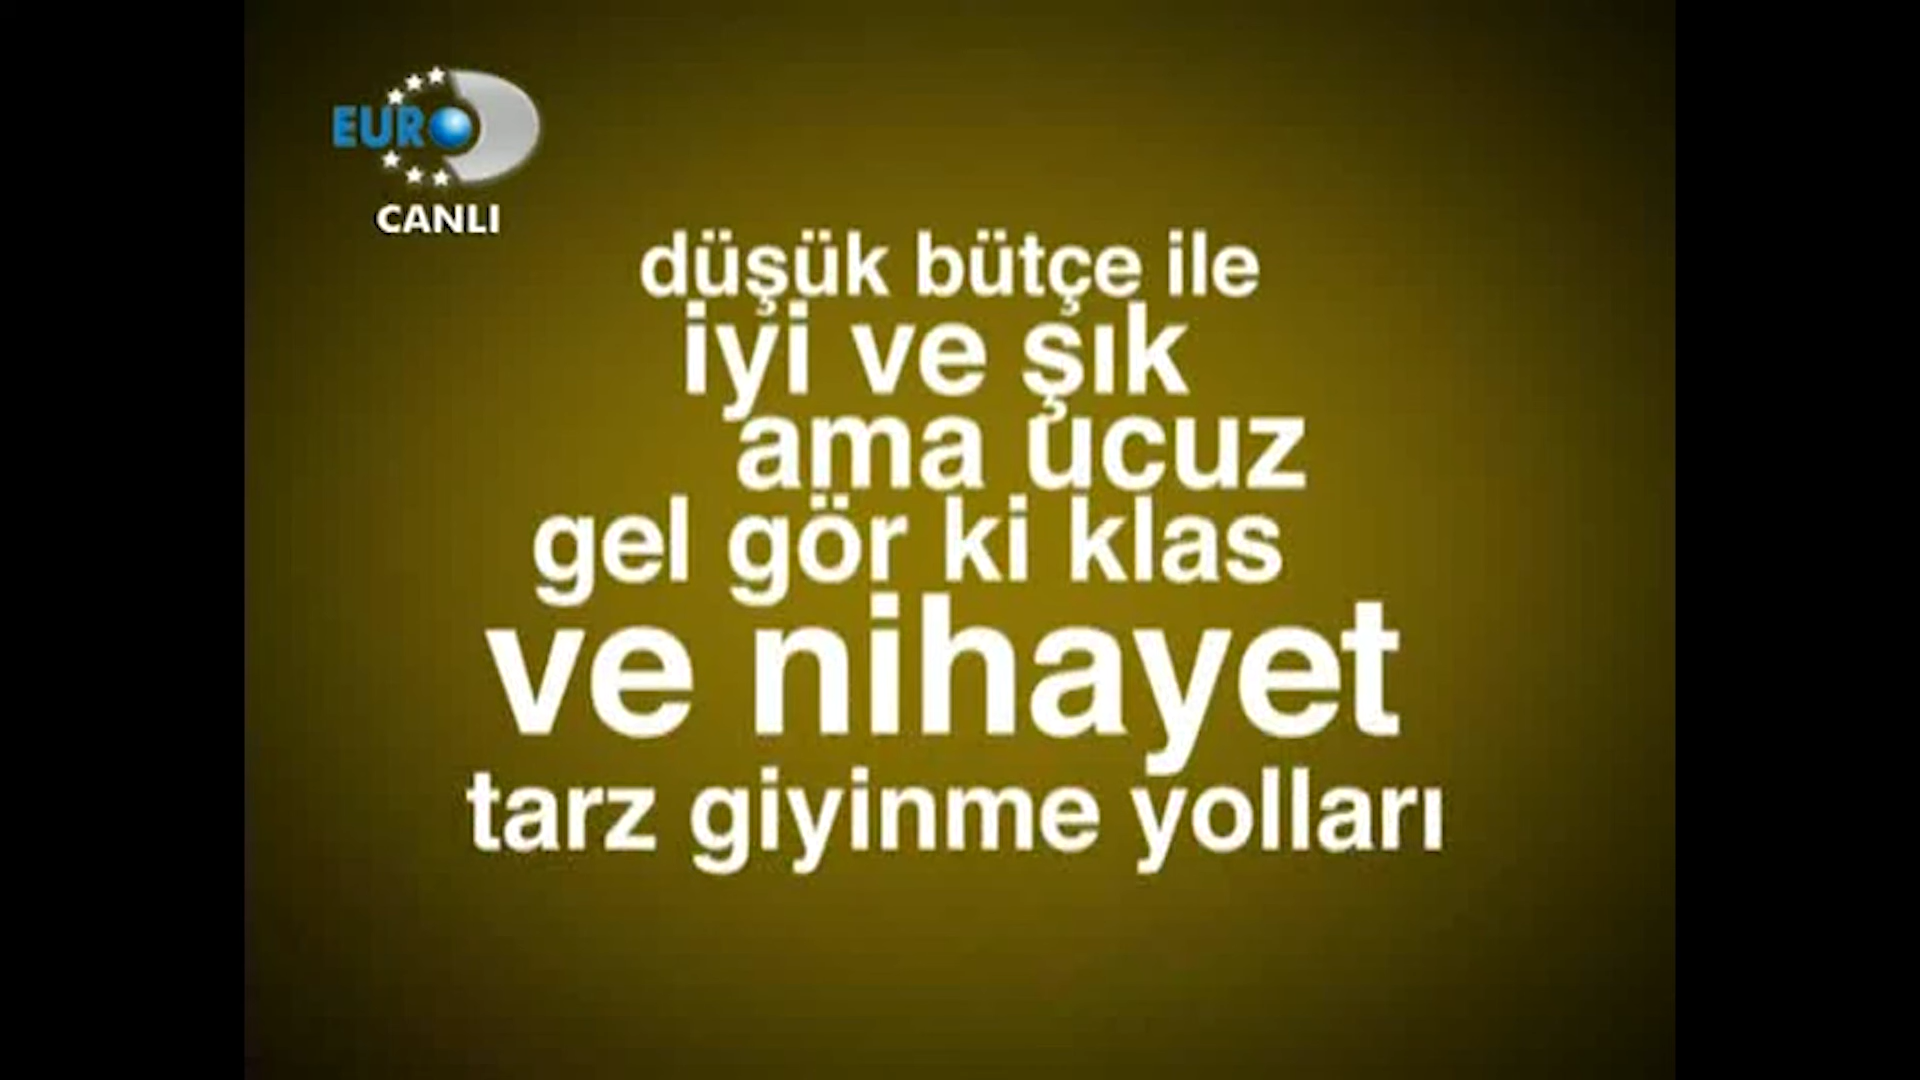 EURO D
CANLI
düşük bütçe ile
iyi ve şık
ama ucuz
gel gör ki klas
ve nihayet
tarz giyinme yolları